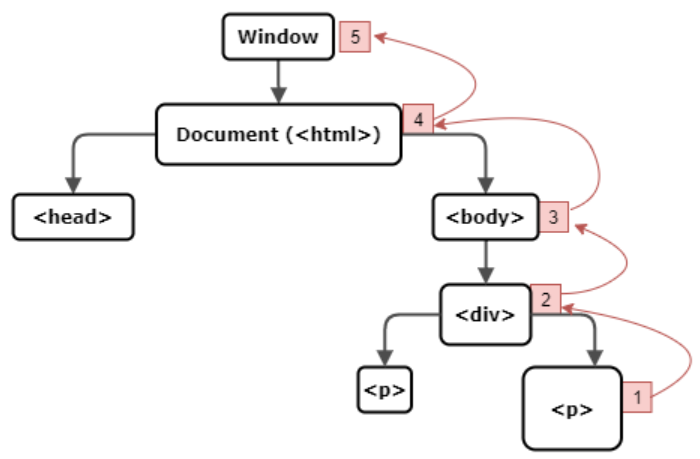 Window
5
Document (<html>)
4
<head>
<body>
3
<div>
2
<p>
<p>
1